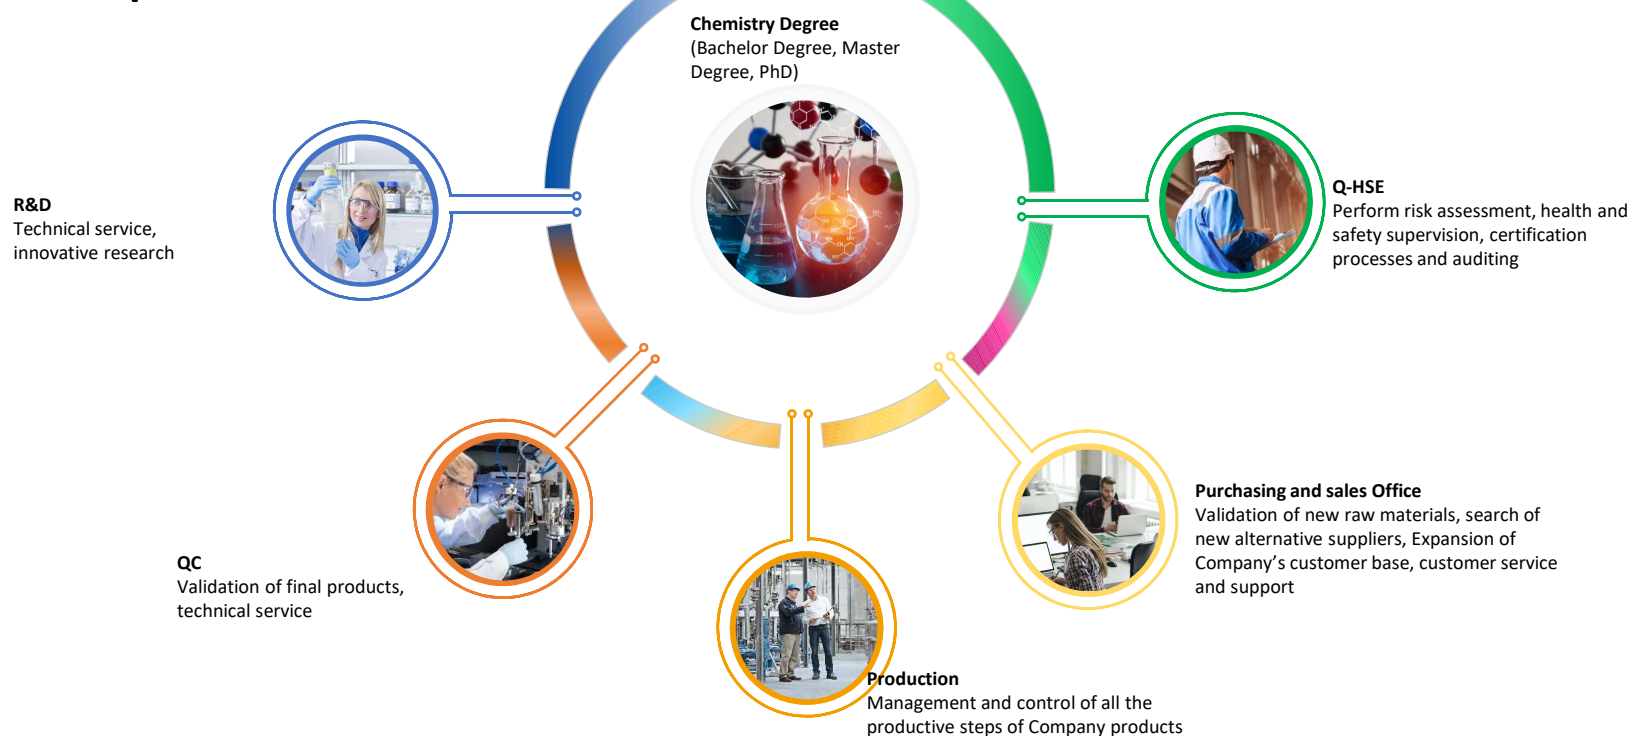 Chemistry Degree
(Bachelor Degree, Master
Degree, PhD)
R&D
Technical service,
innovative research
Q-HSE
Perform risk assessment, health and
safety supervision, certification
processes and auditing
QC
Validation of final products,
technical service
Purchasing and sales Office
Validation of new raw materials, search of
new alternative suppliers, Expansion of
Company’s customer base, customer service
and support
Production
Management and control of all the
productive steps of Company products